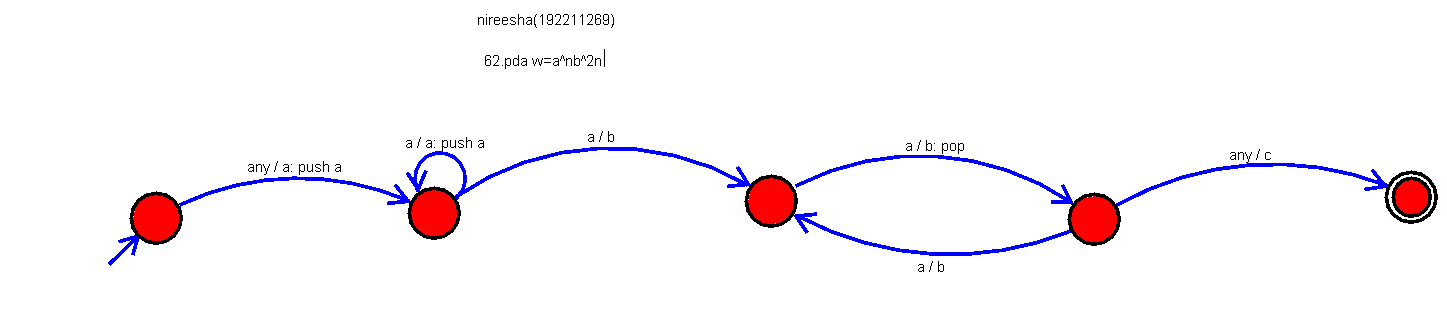 nireesha(192211269)
62.pda w=a^nb^2n
a / a: push a
a / b
a / b: pop
any / c
any / a: push a
a / b